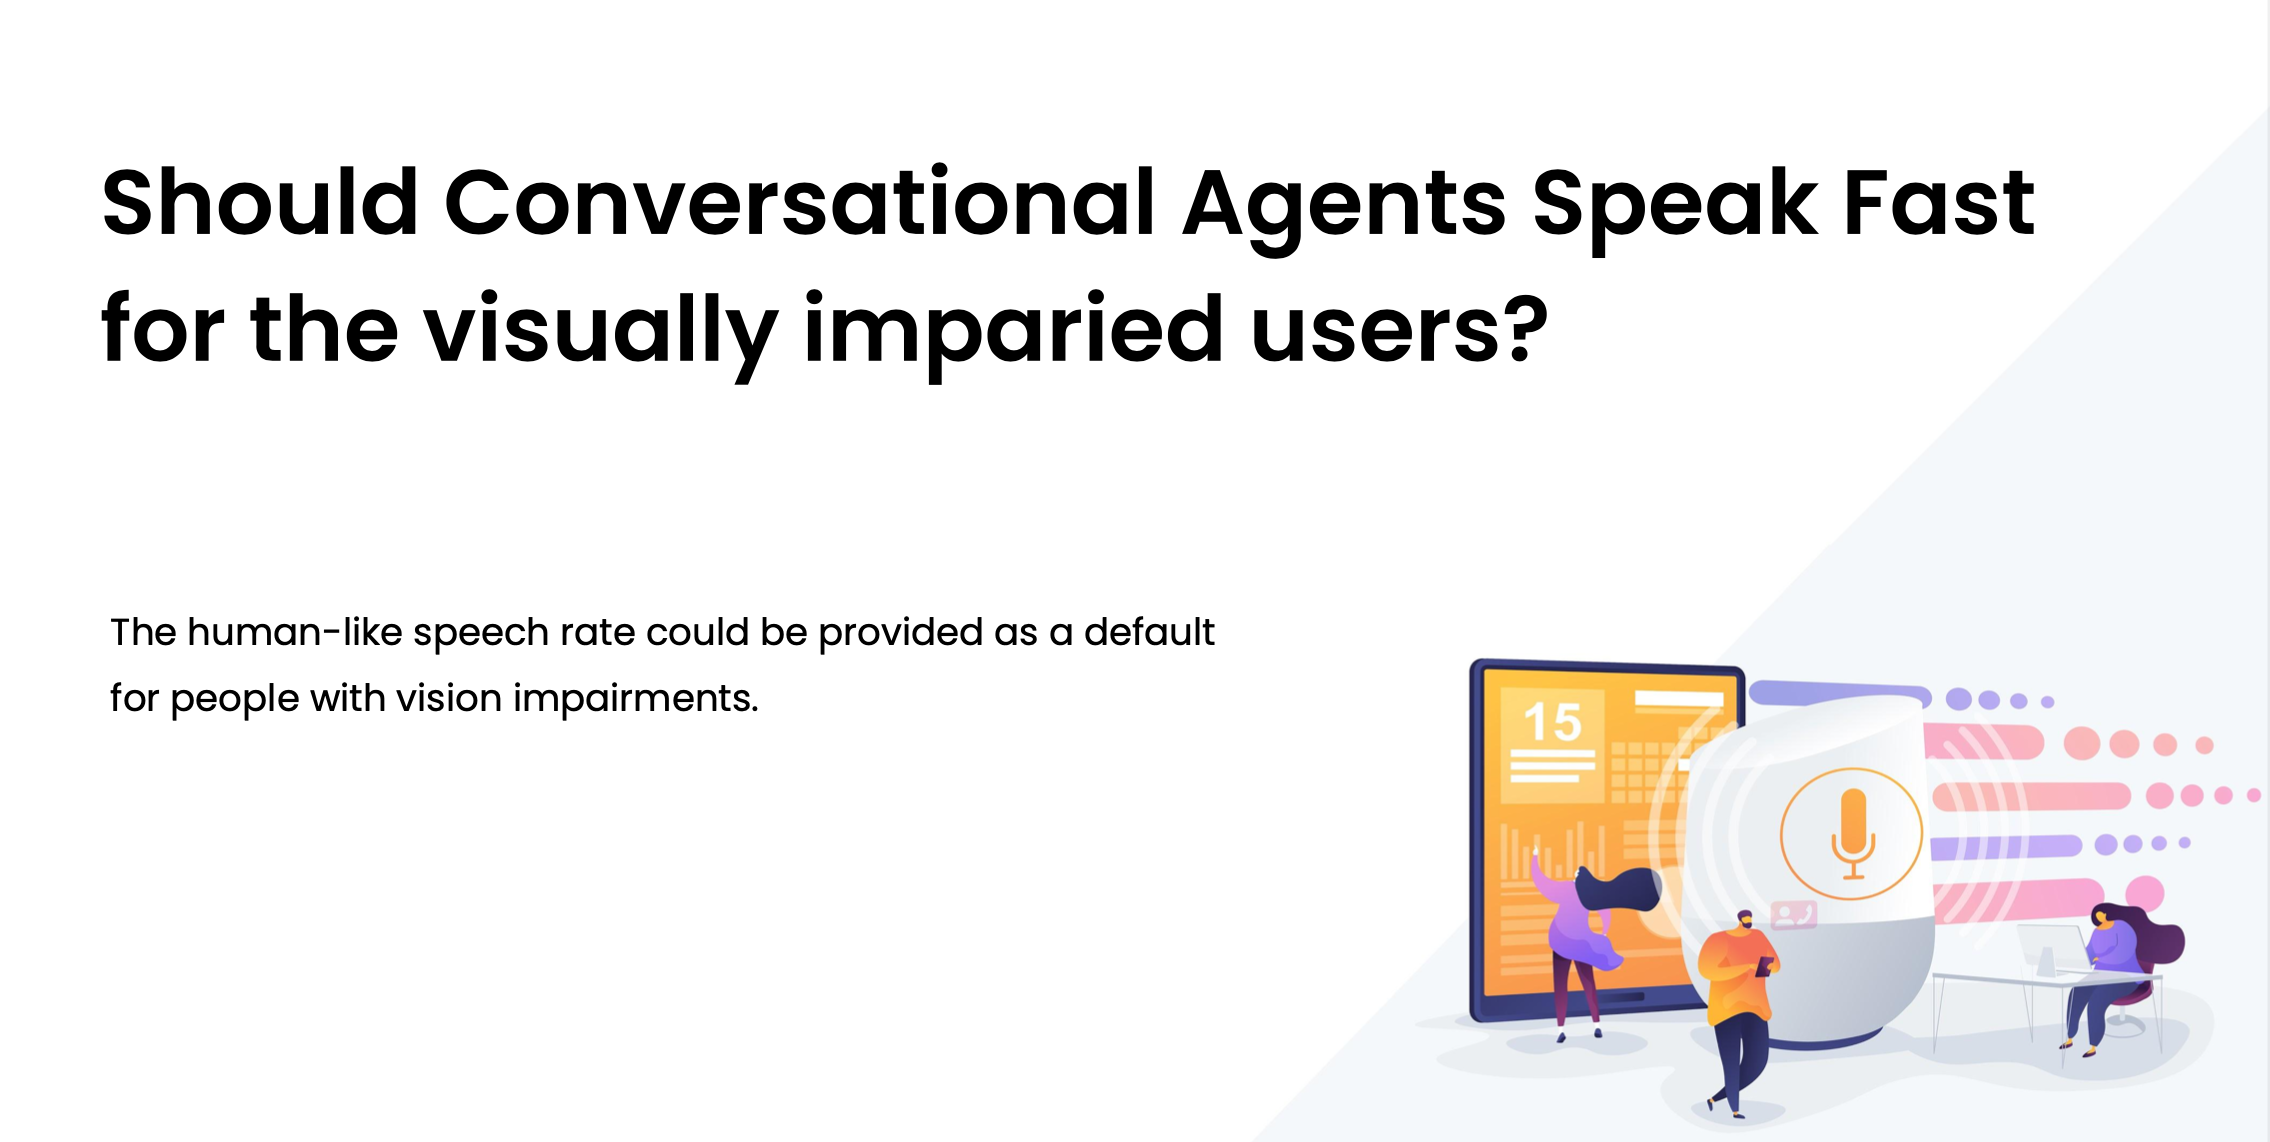 Should Conversational Agents Speak Fast
for the visually imparied users?
The human-like speech rate could be provided as a default
for people with vision impairments.
15